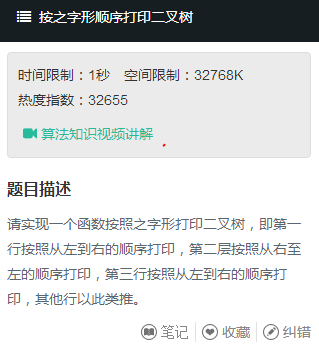 按之字形顺序打印二叉树
时间限制：1秒 空间限制：32768K
热度指数：32655
算法知识视频讲解
题目描述
请实现一个函数按照之字形打印二叉树，即第一
行按照从左到右的顺序打印，第二层按照从右至
左的顺序打印，第三行按照从左到右的顺序打
印，其他行以此类推。
笔记 收藏 纠错